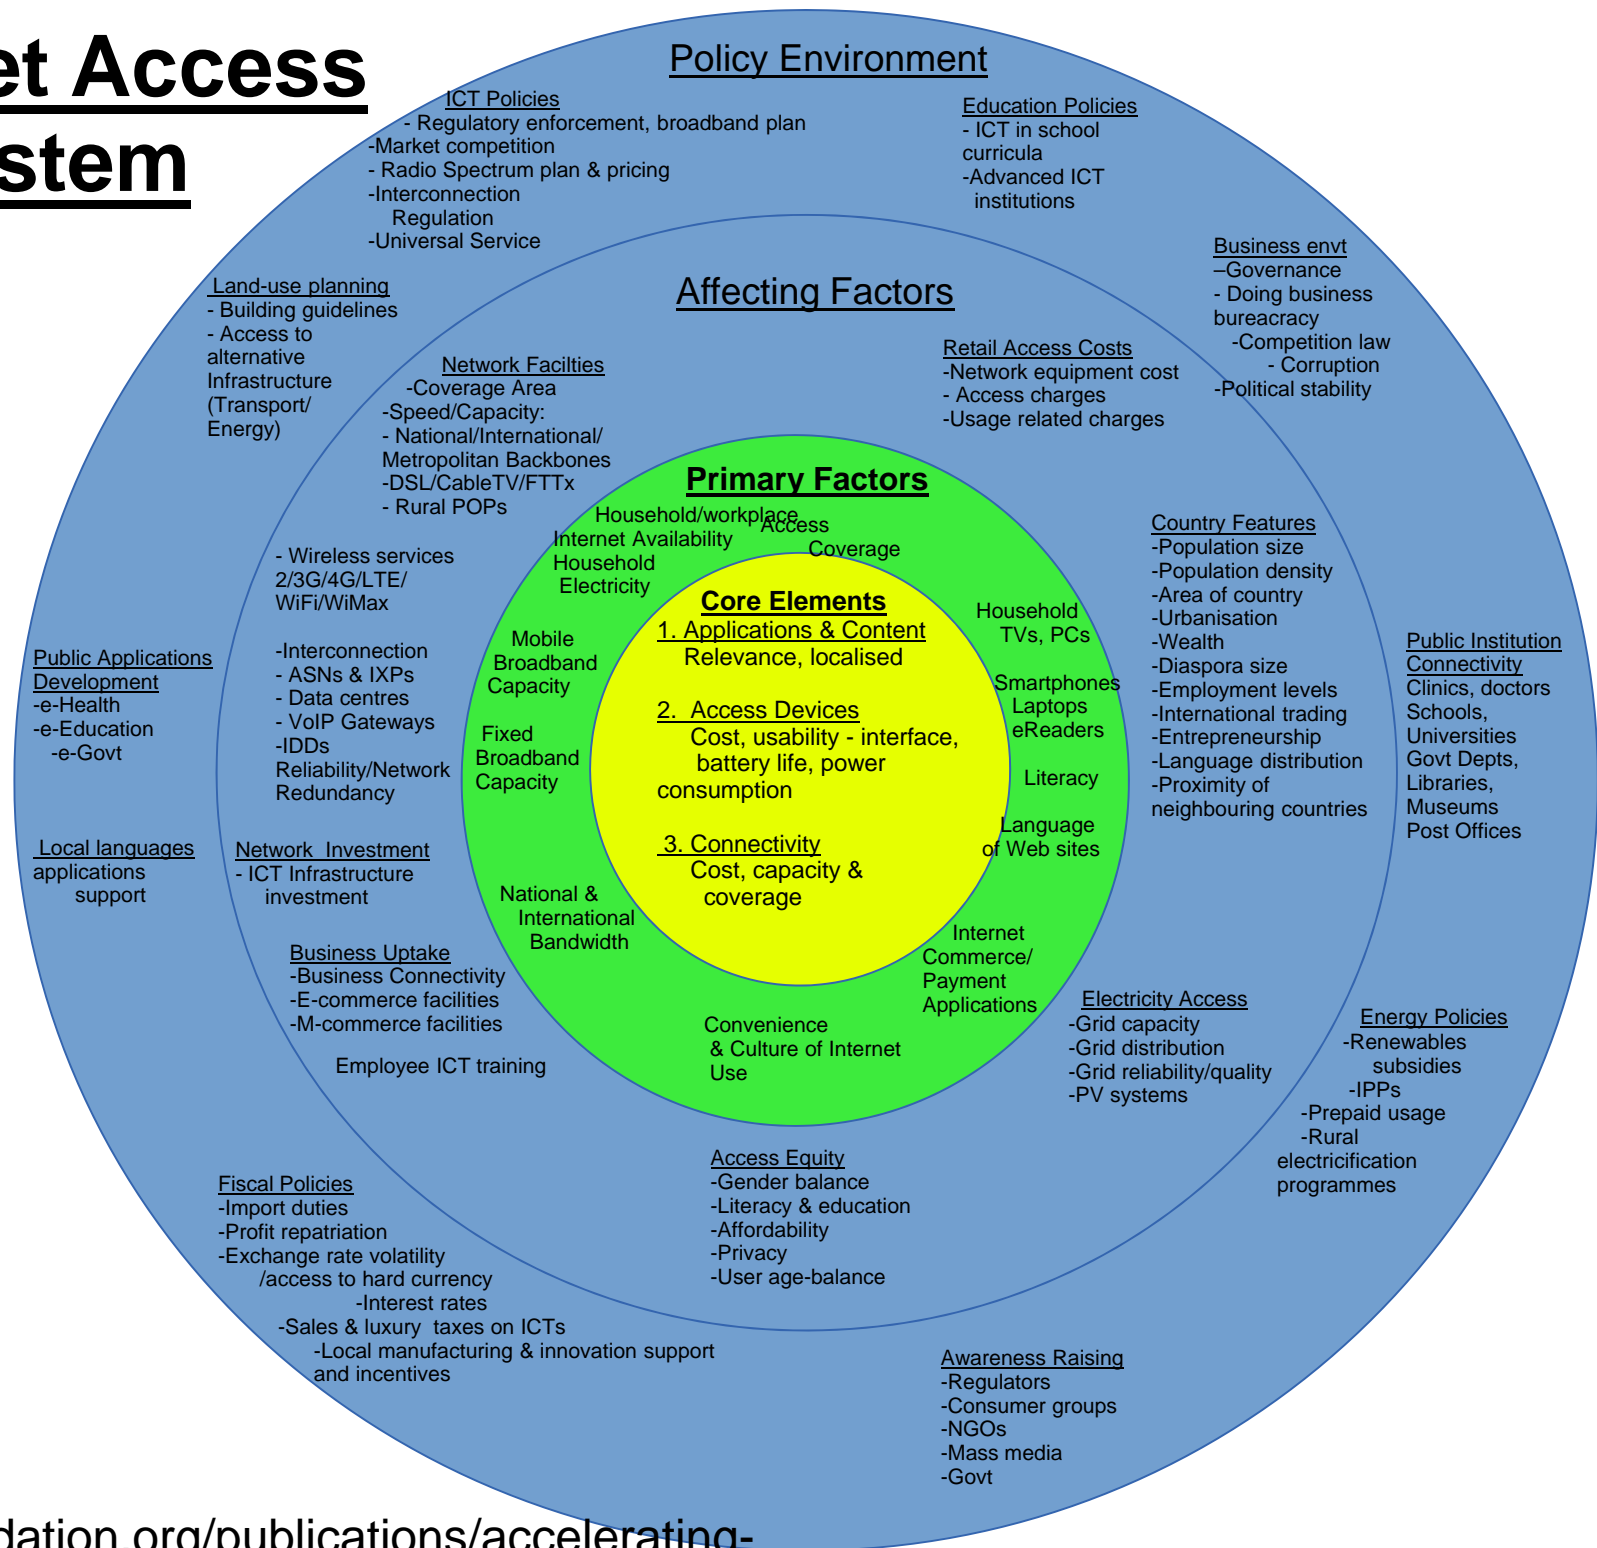 et Access
stem
Policy Environment
ICT Policies
- Regulatory enforcement, broadband plan
-Market competition
- Radio Spectrum plan & pricing
-Interconnection
Regulation
-Universal Service
Education Policies
- ICT in school
curricula
-Advanced ICT
institutions
Business envt
–Governance
- Doing business
bureacracy
-Competition law
- Corruption
-Political stability
Land-use planning
- Building guidelines
- Access to
alternative
Infrastructure
(Transport/
Energy)
Affecting Factors
Network Facilties
-Coverage Area
-Speed/Capacity:
- National/International/
Metropolitan Backbones
-DSL/CableTV/FTTx
- Rural POPs
Retail Access Costs
-Network equipment cost
- Access charges
-Usage related charges
- Wireless services
2/3G/4G/LTE/
WiFi/WiMax
-Interconnection
- ASNs & IXPs
- Data centres
- VoIP Gateways
-IDDs
Reliability/Network
Redundancy
Primary Factors
Household/workplace
Internet Availability
Household
Electricity
Access
Coverage
Mobile
Broadband
Capacity
Fixed
Broadband
Capacity
National &
International
Bandwidth
Core Elements
1. Applications & Content
Relevance, localised
2. Access Devices
Cost, usability - interface,
battery life, power
consumption
3. Connectivity
Cost, capacity &
coverage
Household
TVs, PCs
Smartphones
Laptops
eReaders
Literacy
Language
of Web sites
Internet
Commerce/
Payment
Applications
Convenience
& Culture of Internet
Use
Country Features
-Population size
-Population density
-Area of country
-Urbanisation
-Wealth
-Diaspora size
-Employment levels
-International trading
-Entrepreneurship
-Language distribution
-Proximity of
neighbouring countries
Public Institution
Connectivity
Clinics, doctors
Schools,
Universities
Govt Depts,
Libraries,
Museums
Post Offices
Public Applications
Development
-e-Health
-e-Education
-e-Govt
Local languages
applications
support
Network Investment
- ICT Infrastructure
investment
Business Uptake
-Business Connectivity
-E-commerce facilities
-M-commerce facilities
Employee ICT training
Electricity Access
-Grid capacity
-Grid distribution
-Grid reliability/quality
-PV systems
Energy Policies
-Renewables
subsidies
-IPPs
-Prepaid usage
-Rural
electricification
programmes
Access Equity
-Gender balance
-Literacy & education
-Affordability
-Privacy
-User age-balance
Fiscal Policies
-Import duties
-Profit repatriation
-Exchange rate volatility
/access to hard currency
-Interest rates
-Sales & luxury taxes on ICTs
-Local manufacturing & innovation support
and incentives
Awareness Raising
-Regulators
-Consumer groups
-NGOs
-Mass media
-Govt
dation.org/publications/accelerating-